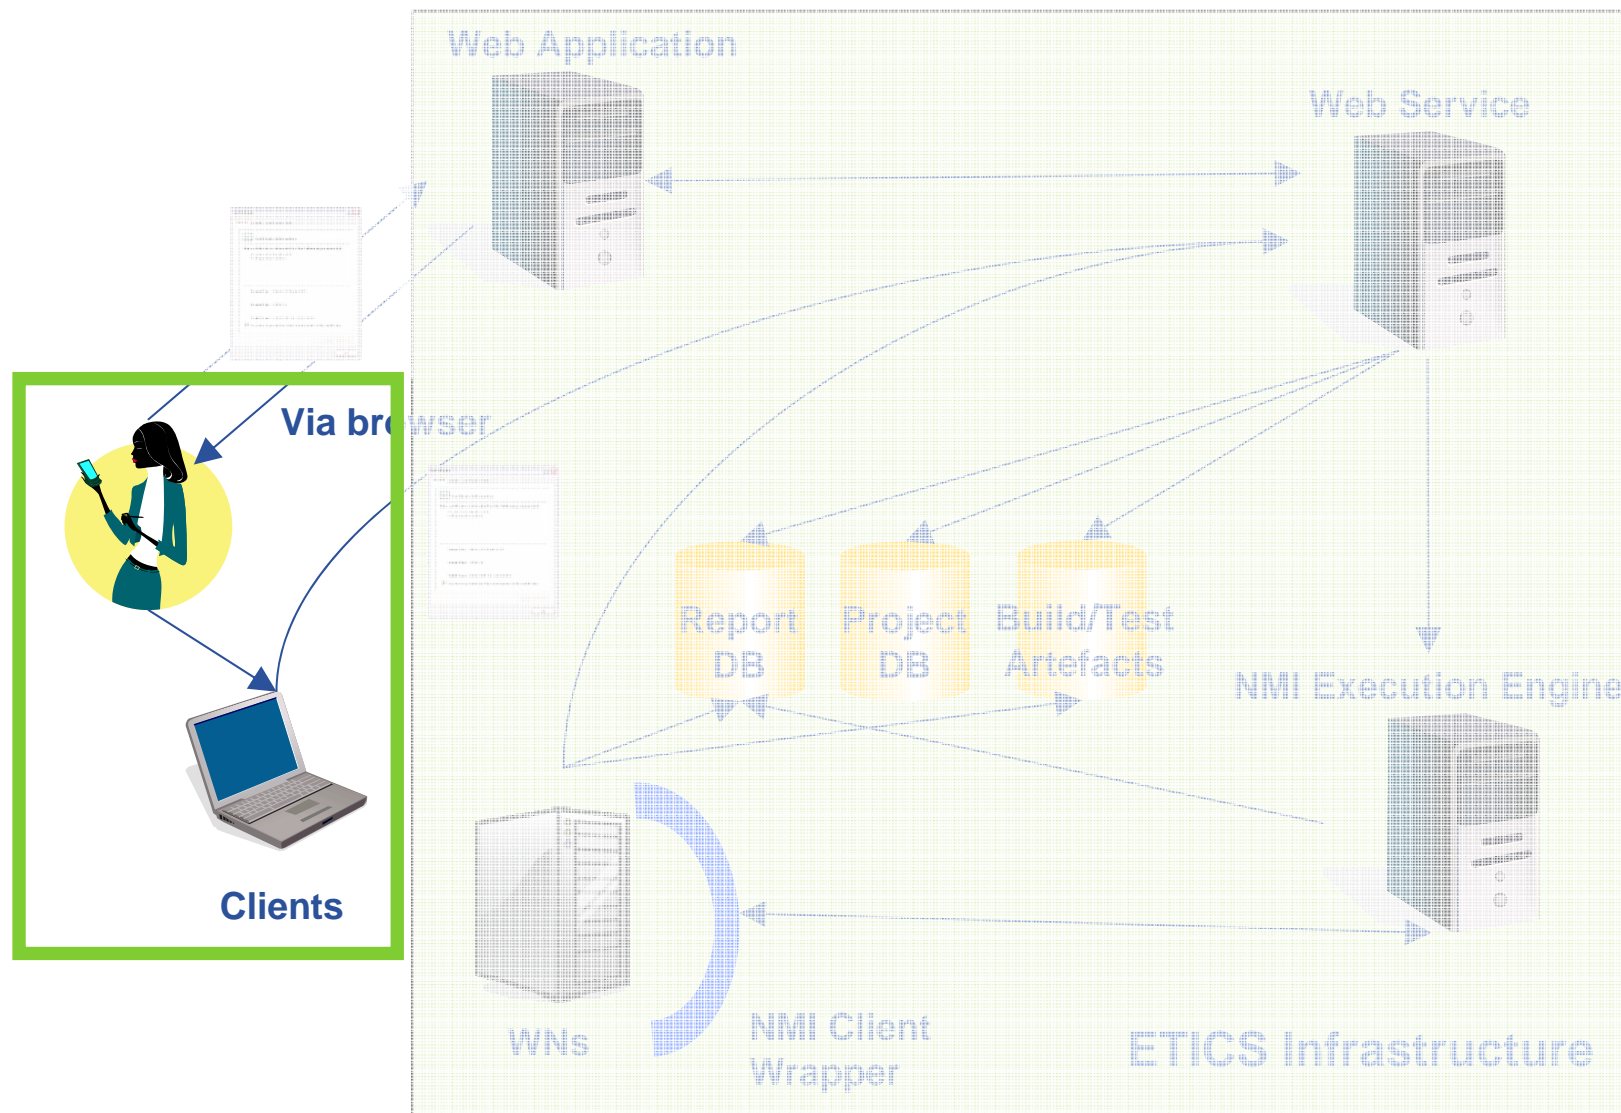 Web Application
Web Service
Via browser
Report
DB
Project
DB
Build/Test
Artefacts
NMI Execution Engine
Clients
WNs
NMI Client
Wrapper
ETICS Infrastructure